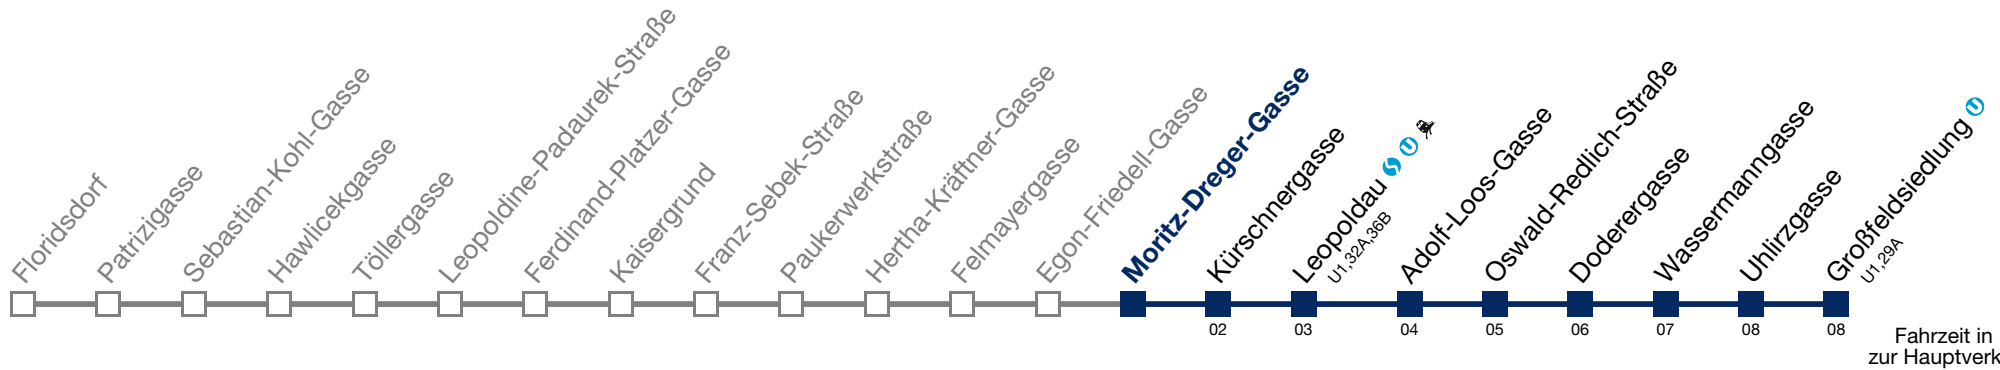 Floridsdorf
Patrizigasse
Sebastian-Kohl-Gasse
Hawlicekgasse
Töllergasse
Leopoldine-Padaurek-Straße
Ferdinand-Platzer-Gasse
Kaisergrund
Franz-Sebek-Straße
Paukerwerkstraße
Hertha-Kräftner-Gasse
Felmayergasse
Egon-Friedell-Gasse
Moritz-Dreger-Gasse
Kürschnergasse
Leopoldau S U
U1,32A,36B
Adolf-Loos-Gasse
Oswald-Redlich-Straße
Doderergasse
Wassermanngasse
Uhlirzgasse
Großfeldsiedlung U
U1,29A
02 03 04 05 06 07 08 08
Fahrzeit in
zur Hauptverk